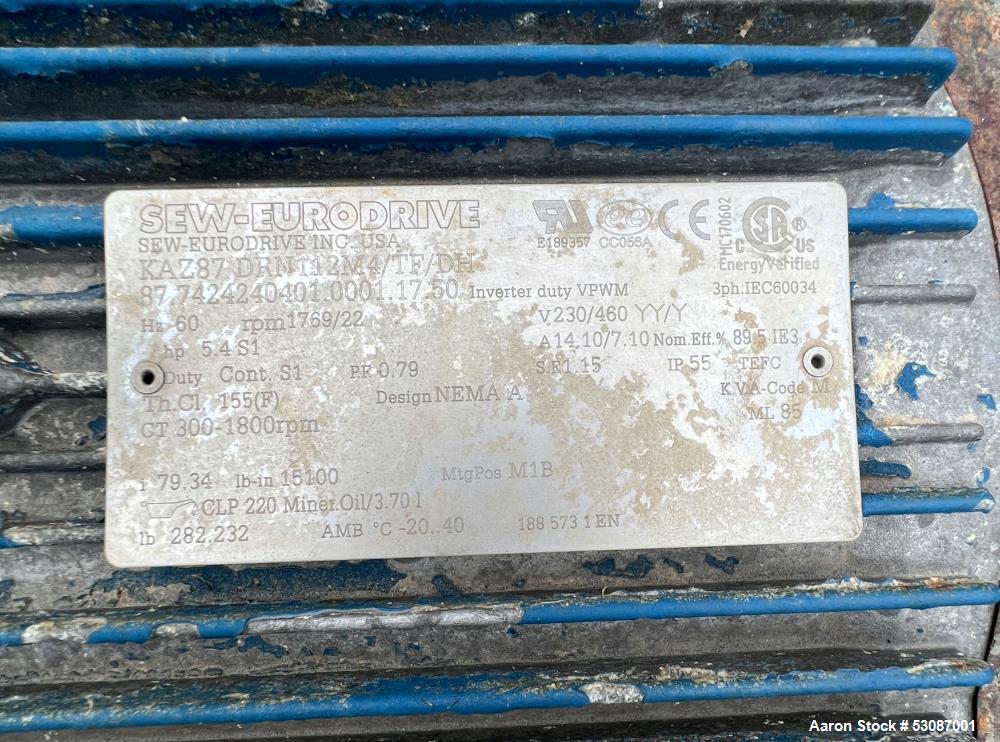 SEW-EURODRIVE
SEW-EURODRIVE INC. USA
E189357 CC056A
MC170602
C US
Energy Verified
KAZ87 DRN112M4/TF/DH
87.7424240401.0001.17.50 Inverter duty VPWM 3ph.IEC60034
Hz 60 rpm 1769/22 V 230/460 YY/Y
hp 5.4 S1 A 14.10/7.10 Nom.Eff.% 89.5 IE3
Duty Cont. S1 P.F. 0.79 S.F. 1.15 IP 55 TEFC
Th.Cl. 155(F) Design NEMA A K.V.A-Code M
CT 300-1800rpm ML 85
i 79.34 lb-in 15100 MtgPos M1B
CLP 220 Miner.Oil/3.70 l
lb 282.232 AMB °C -20..40 188 573 1 EN
Aaron Stock # 53087001